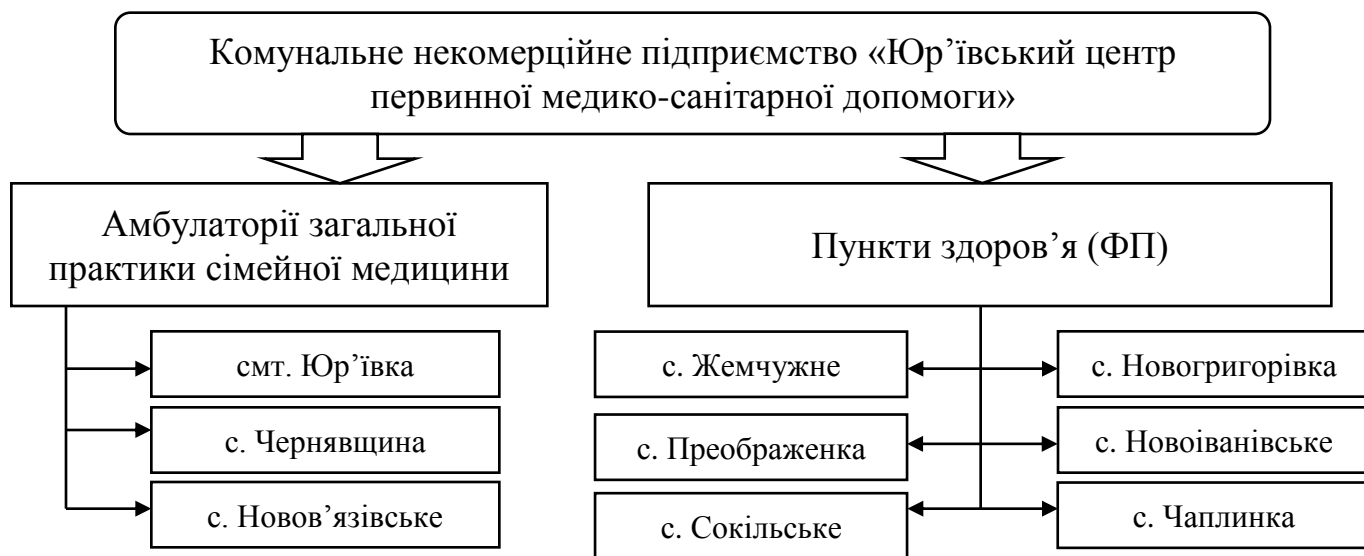 Комунальне некомерційне підприємство «Юр’ївський центр
первинної медико-санітарної допомоги»
Амбулаторії загальної
практики сімейної медицини
Пункти здоров’я (ФП)
смт. Юр’ївка
с. Чернявщина
с. Новов’язівське
с. Жемчужне
с. Преображенка
с. Сокільське
с. Новогригорівка
с. Новоіванівське
с. Чаплинка